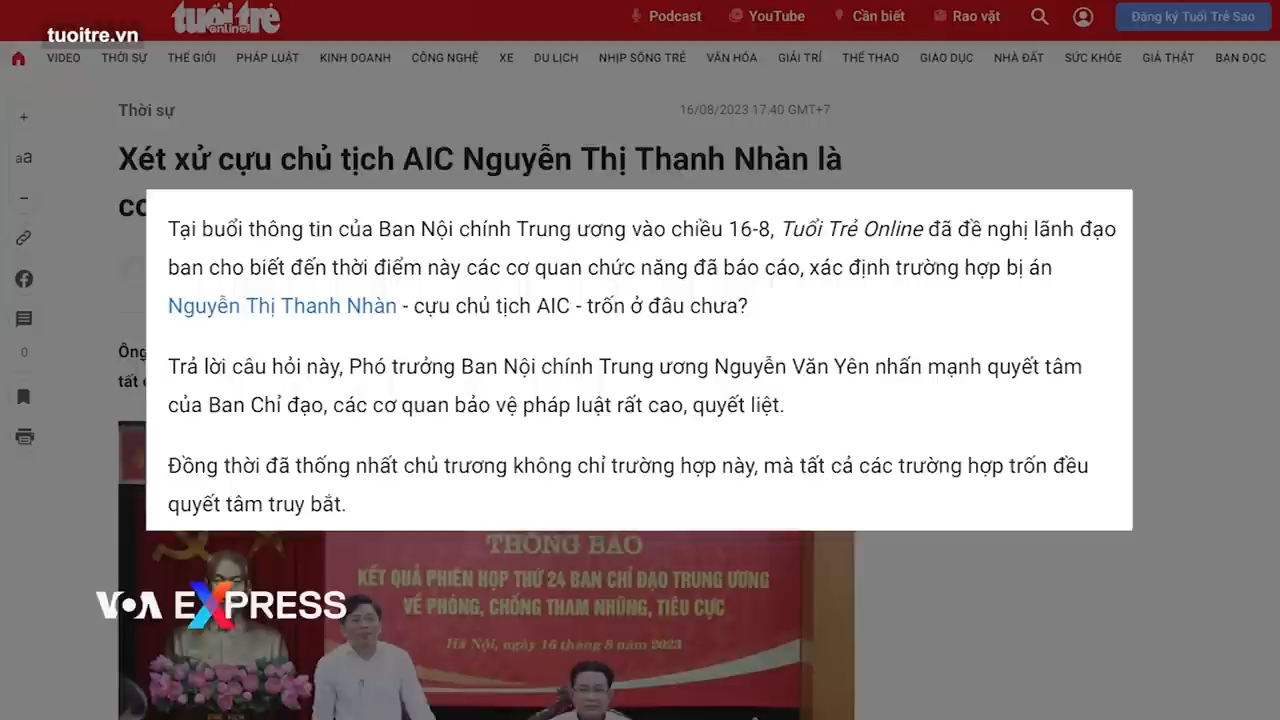 tuoitre.vn
tuổi trẻ online
Podcast
YouTube
Cần biết
Rao vặt
Đăng ký Tuổi Trẻ Sao
VIDEO THỜI SỰ THẾ GIỚI PHÁP LUẬT KINH DOANH CÔNG NGHỆ XE DU LỊCH NHỊP SỐNG TRẺ VĂN HÓA GIẢI TRÍ THỂ THAO GIÁO DỤC NHÀ ĐẤT SỨC KHỎE GIẢ THẬT BẠN ĐỌC
Thời sự
16/08/2023 17:40 GMT+7
+
aa
−
0
Xét xử cựu chủ tịch AIC Nguyễn Thị Thanh Nhàn là
Tại buổi thông tin của Ban Nội chính Trung ương vào chiều 16-8, Tuổi Trẻ Online đã đề nghị lãnh đạo
ban cho biết đến thời điểm này các cơ quan chức năng đã báo cáo, xác định trường hợp bị án
Nguyễn Thị Thanh Nhàn - cựu chủ tịch AIC - trốn ở đâu chưa?
Ông
Trả lời câu hỏi này, Phó trưởng Ban Nội chính Trung ương Nguyễn Văn Yên nhấn mạnh quyết tâm
tất
của Ban Chỉ đạo, các cơ quan bảo vệ pháp luật rất cao, quyết liệt.
Đồng thời đã thống nhất chủ trương không chỉ trường hợp này, mà tất cả các trường hợp trốn đều
quyết tâm truy bắt.
THÔNG BÁO
KẾT QUẢ PHIÊN HỌP THỨ 24 BAN CHỈ ĐẠO TRUNG ƯƠNG
VỀ PHÒNG, CHỐNG THAM NHŨNG, TIÊU CỰC
Hà Nội, ngày 16 tháng 8 năm 2023
VOA EXPRESS